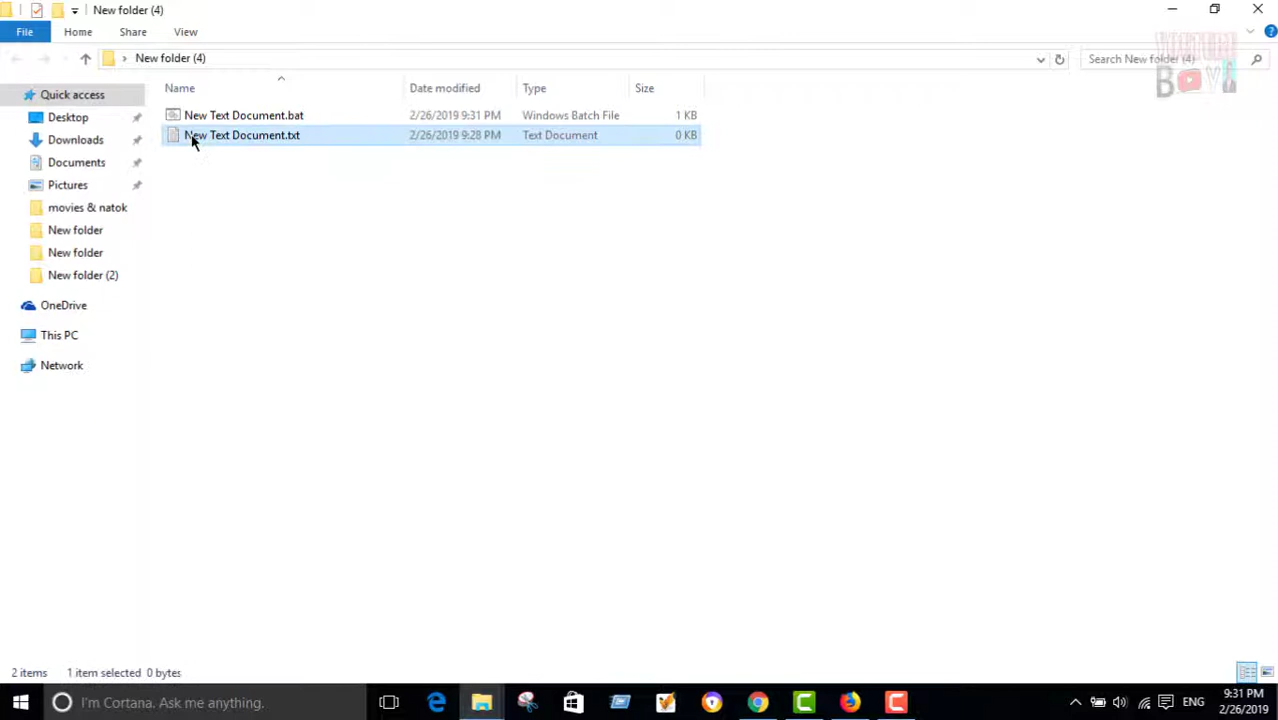 New folder (4)
File Home Share View
New folder (4)
Search New folder (4)
Name Date modified Type Size
Quick access
New Text Document.bat 2/26/2019 9:31 PM Windows Batch File 1 KB
Desktop
New Text Document.txt 2/26/2019 9:28 PM Text Document 0 KB
Downloads
Documents
Pictures
movies & natok
New folder
New folder
New folder (2)
OneDrive
This PC
Network
2 items 1 item selected 0 bytes
I'm Cortana. Ask me anything.
ENG
9:31 PM
2/26/2019